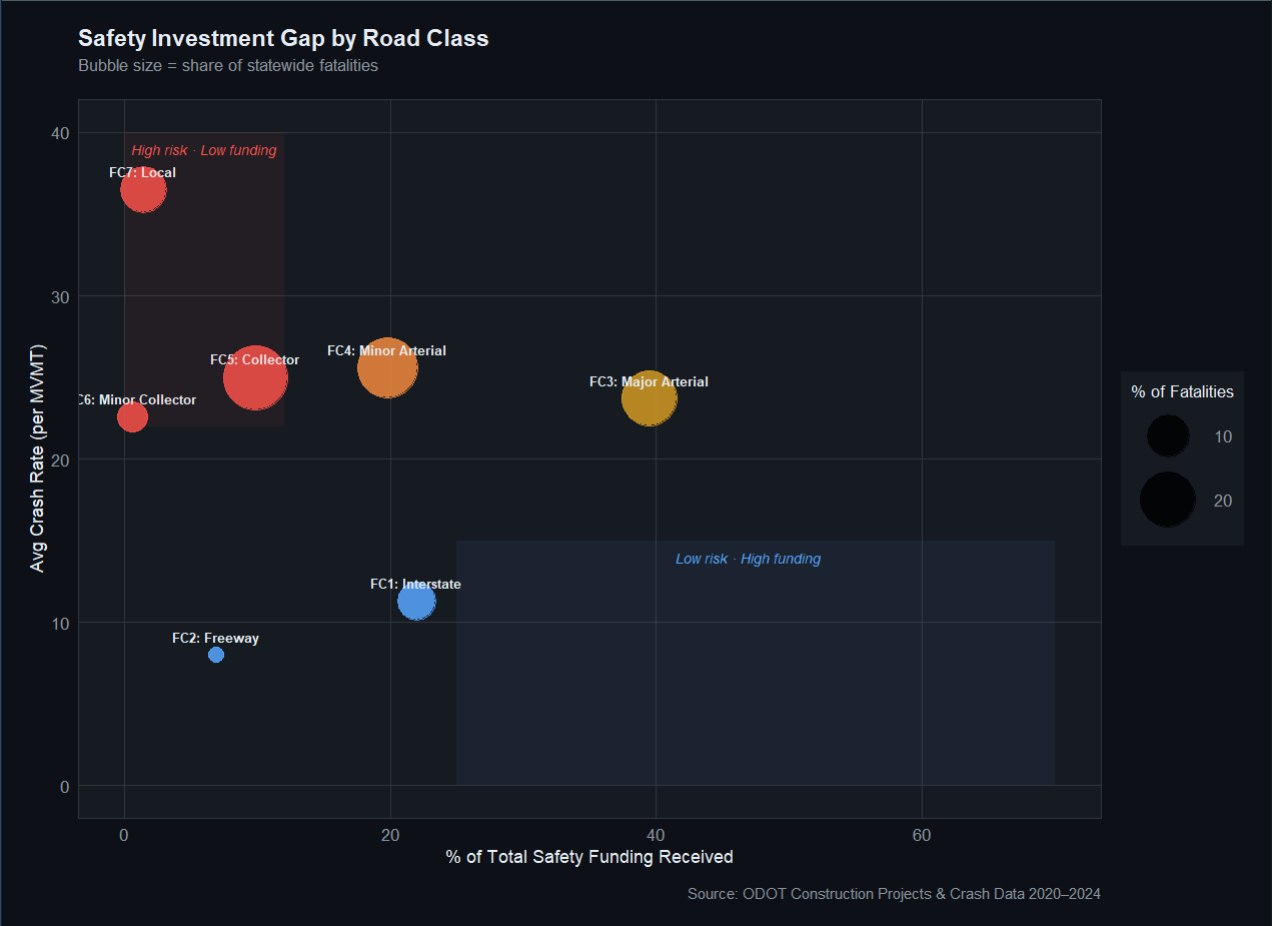 Safety Investment Gap by Road Class
Bubble size = share of statewide fatalities
40
High risk · Low funding
FC7: Local
30
FC4: Minor Arterial
FC5: Collector
FC3: Major Arterial
C6: Minor Collector
% of Fatalities
10
20
20
Avg Crash Rate (per MVMT)
Low risk · High funding
FC1: Interstate
10
FC2: Freeway
0
0
20
40
60
% of Total Safety Funding Received
Source: ODOT Construction Projects & Crash Data 2020–2024